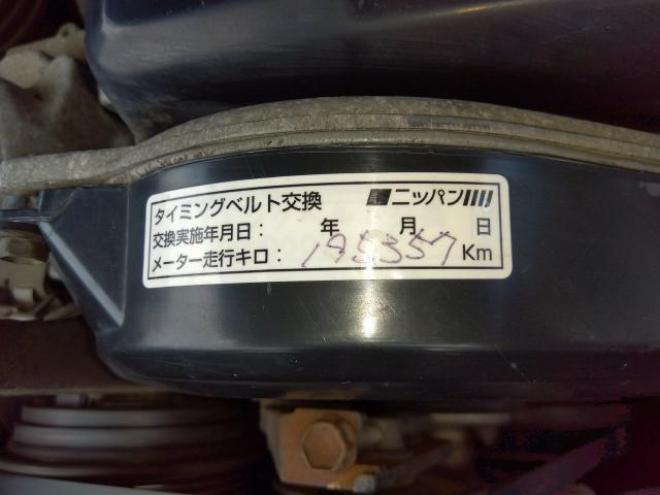 タイミングベルト交換 ニッパン
交換実施年月日: 年 月 日
メーター走行キロ: 195357 Km